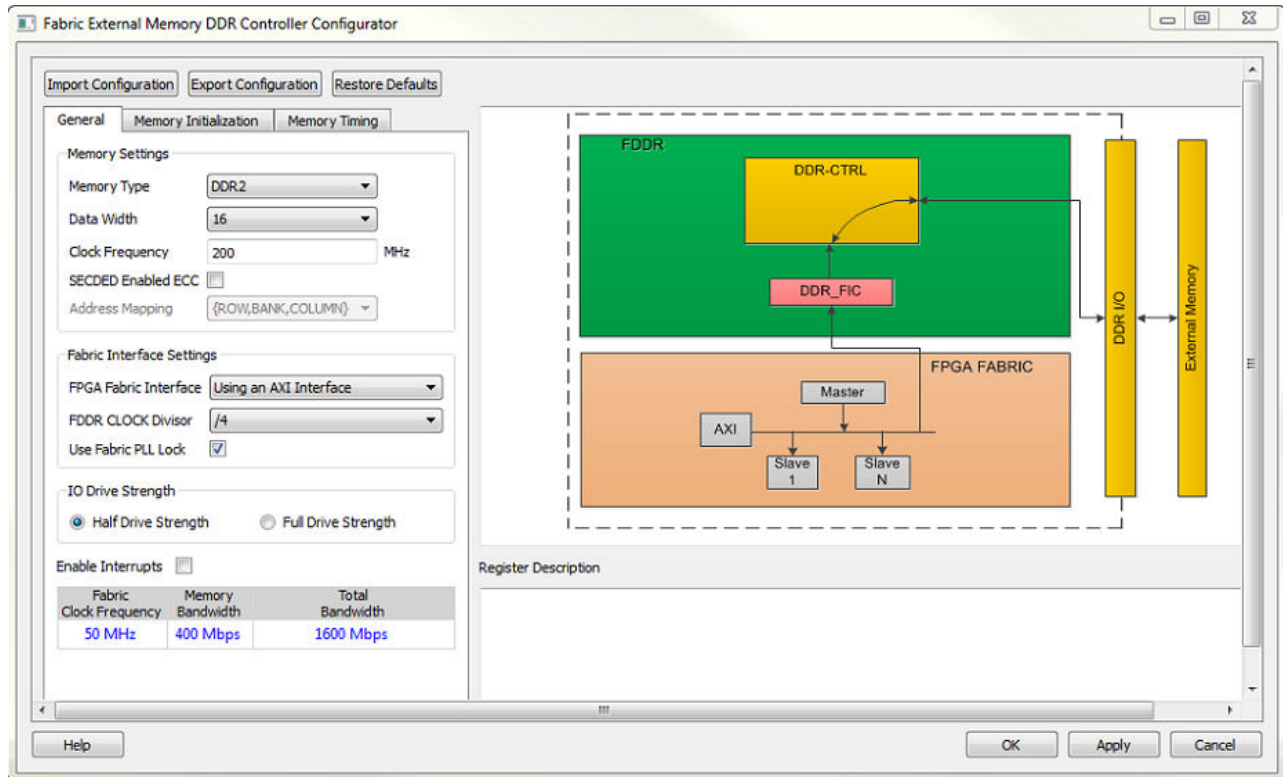 Fabric External Memory DDR Controller Configurator
Import Configuration Export Configuration Restore Defaults
General Memory Initialization Memory Timing
Memory Settings
Memory Type DDR2
Data Width 16
Clock Frequency 200 MHz
SECDED Enabled ECC
Address Mapping {ROW,BANK,COLUMN}
Fabric Interface Settings
FPGA Fabric Interface Using an AXI Interface
FDDR CLOCK Divisor /4
Use Fabric PLL Lock
IO Drive Strength
Half Drive Strength Full Drive Strength
Enable Interrupts
Fabric Memory Total
Clock Frequency Bandwidth Bandwidth
50 MHz 400 Mbps 1600 Mbps
FDDR
DDR-CTRL
DDR_FIC
FPGA FABRIC
Master
AXI
Slave Slave
1 N
DDR I/O
External Memory
Register Description
Help OK Apply Cancel